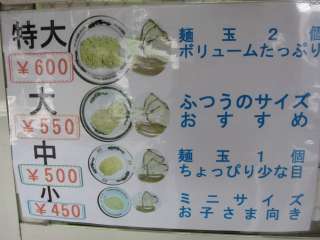 特大
¥600
麺玉2個
ボリュームたっぷり
大
¥550
ふつうのサイズ
おすすめ
中
¥500
麺玉1個
ちょっぴり少な目
小
¥450
ミニサイズ
お子さま向き